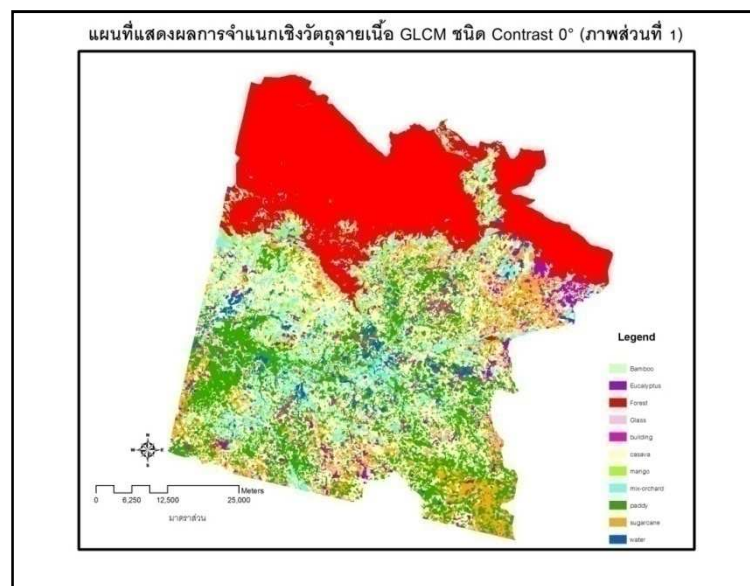 แผนที่แสดงผลการจำแนกเชิงวัตถุลายเนื้อ GLCM ชนิด Contrast 0° (ภาพส่วนที่ 1)
Legend
Bamboo
Eucalyptus
Forest
Glass
building
casava
mango
mix-orchard
paddy
sugarcane
water
Meters
0 6,250 12,500 25,000
มาตราส่วน